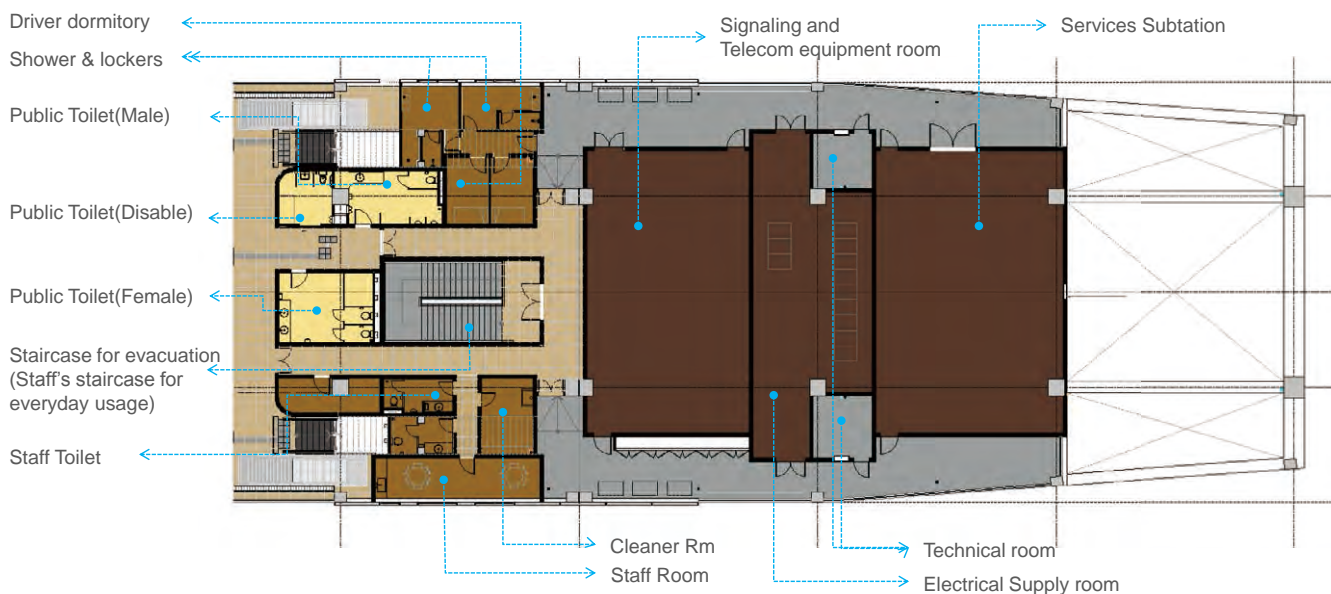 Driver dormitory
Shower & lockers
Public Toilet(Male)
Public Toilet(Disable)
Public Toilet(Female)
Staircase for evacuation
(Staff's staircase for
everyday usage)
Staff Toilet
Signaling and
Telecom equipment room
Services Subtation
Cleaner Rm
Staff Room
Technical room
Electrical Supply room